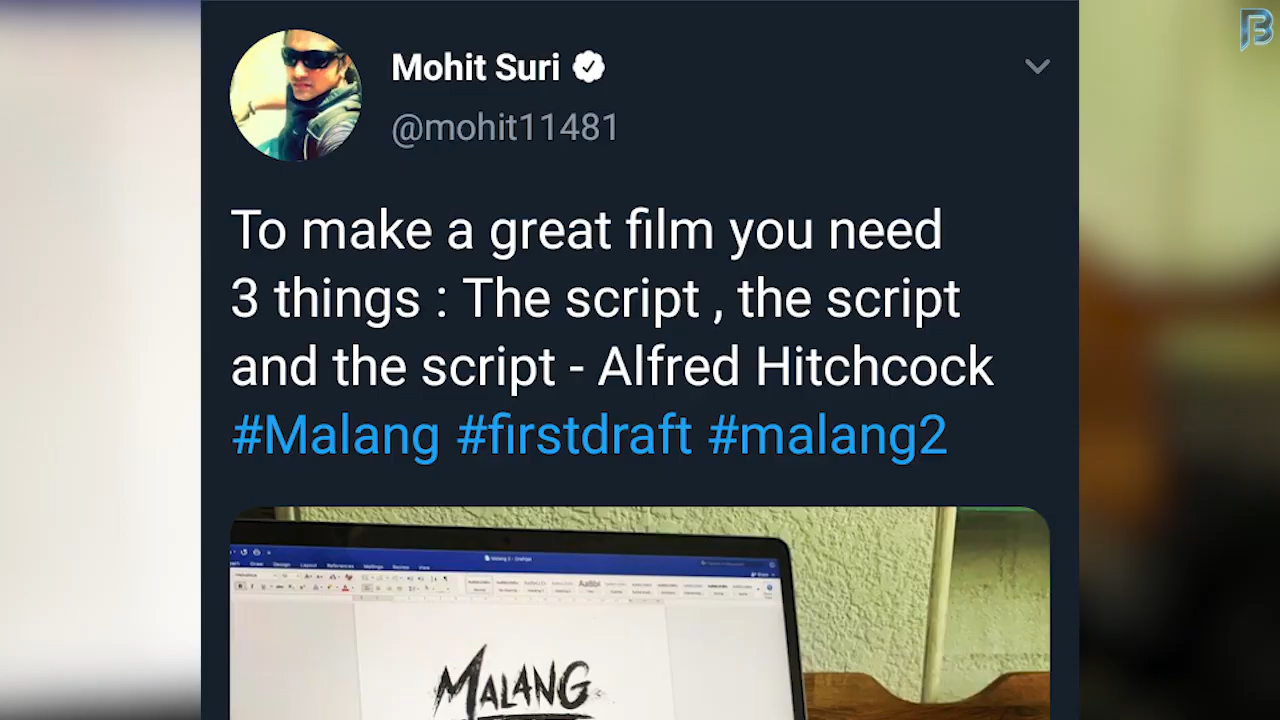 Mohit Suri
@mohit11481
To make a great film you need
3 things : The script , the script
and the script - Alfred Hitchcock
#Malang #firstdraft #malang2
MALANG